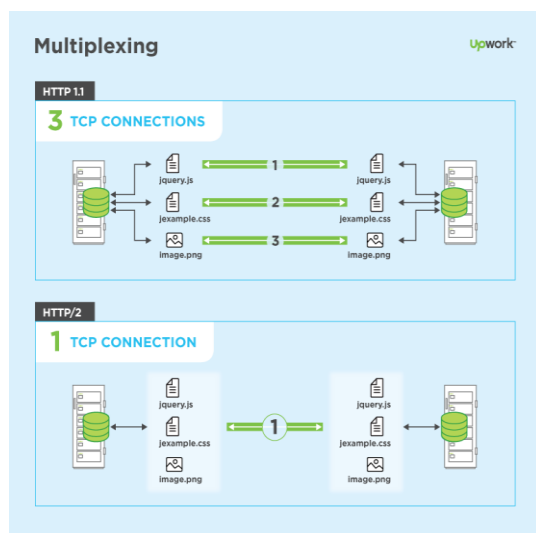 Multiplexing
Upwork
HTTP 1.1
3 TCP CONNECTIONS
jquery.js
1
jquery.js
jexample.css
2
jexample.css
image.png
3
image.png
HTTP/2
1 TCP CONNECTION
jquery.js
jquery.js
jexample.css
1
jexample.css
image.png
image.png